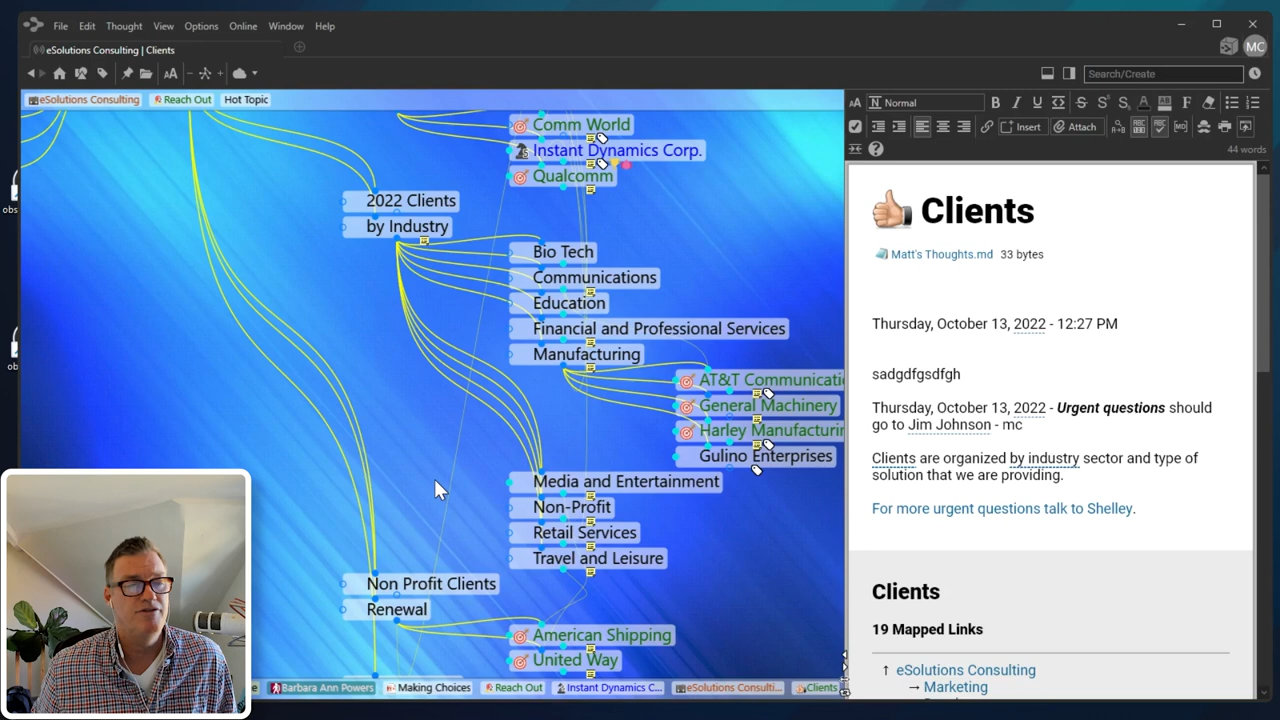 File Edit Thought View Options Online Window Help
eSolutions Consulting | Clients
MC
Search/Create
eSolutions Consulting Reach Out Hot Topic
Normal
Insert
Attach
44 words
Comm World
Instant Dynamics Corp.
Qualcomm
2022 Clients
by Industry
Bio Tech
Communications
Education
Financial and Professional Services
Manufacturing
AT&T Communicati
General Machinery
Harley Manufacturin
Gulino Enterprises
Media and Entertainment
Non-Profit
Retail Services
Travel and Leisure
Non Profit Clients
Renewal
American Shipping
United Way
Barbara Ann Powers Making Choices Reach Out Instant Dynamics C... eSolutions Consulti... Clients
Clients
Matt's Thoughts.md 33 bytes
Thursday, October 13, 2022 - 12:27 PM
sadgdfgsdfgh
Thursday, October 13, 2022 - Urgent questions should
go to Jim Johnson - mc
Clients are organized by industry sector and type of
solution that we are providing.
For more urgent questions talk to Shelley.
Clients
19 Mapped Links
↑ eSolutions Consulting
→ Marketing
obs
ob